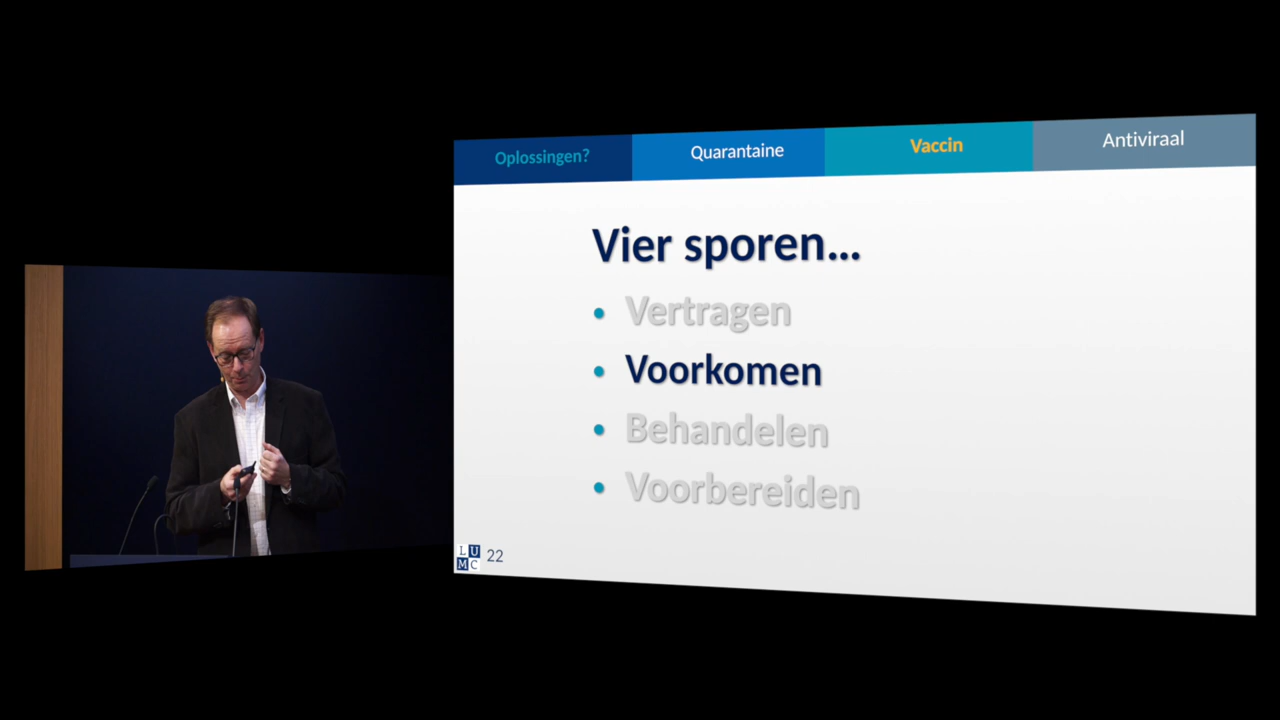 Oplossingen?
Quarantaine
Vaccin
Antiviraal
Vier sporen...
• Vertragen
• Voorkomen
• Behandelen
• Voorbereiden
L U
M C
22